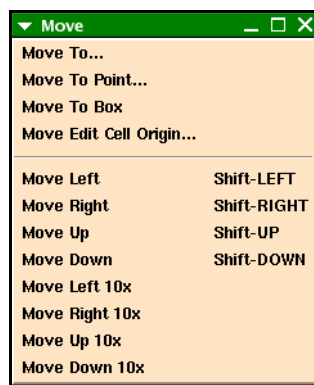 Move
Move To...
Move To Point...
Move To Box
Move Edit Cell Origin...
Move Left Shift-LEFT
Move Right Shift-RIGHT
Move Up Shift-UP
Move Down Shift-DOWN
Move Left 10x
Move Right 10x
Move Up 10x
Move Down 10x